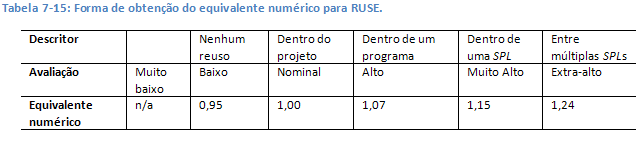 Tabela 7-15: Forma de obtenção do equivalente numérico para RUSE.
Descritor Nenhum reuso Dentro do projeto Dentro de um programa Dentro de uma SPL Entre múltiplas SPLs
Avaliação Muito baixo Baixo Nominal Alto Muito Alto Extra-alto
Equivalente numérico n/a 0,95 1,00 1,07 1,15 1,24